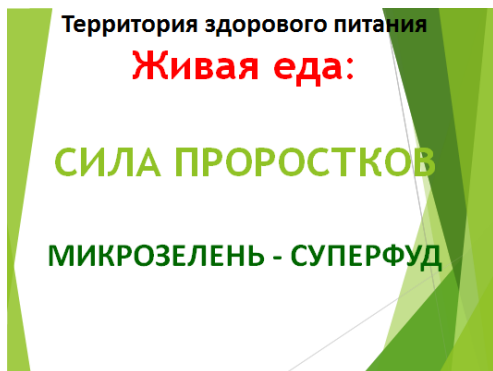 Территория здорового питания
Живая еда:
СИЛА ПРОРОСТКОВ
МИКРОЗЕЛЕНЬ - СУПЕРФУД